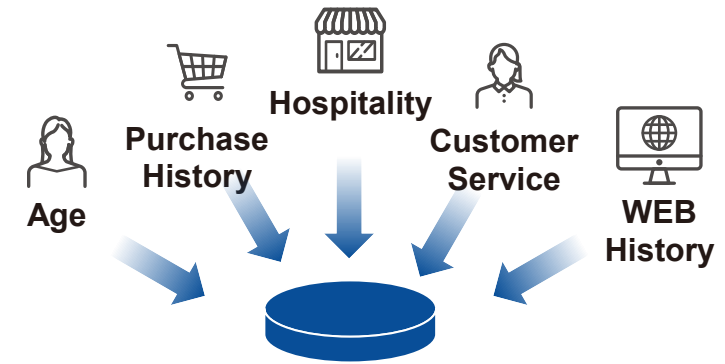 Age
Purchase
History
Hospitality
Customer
Service
WEB
History